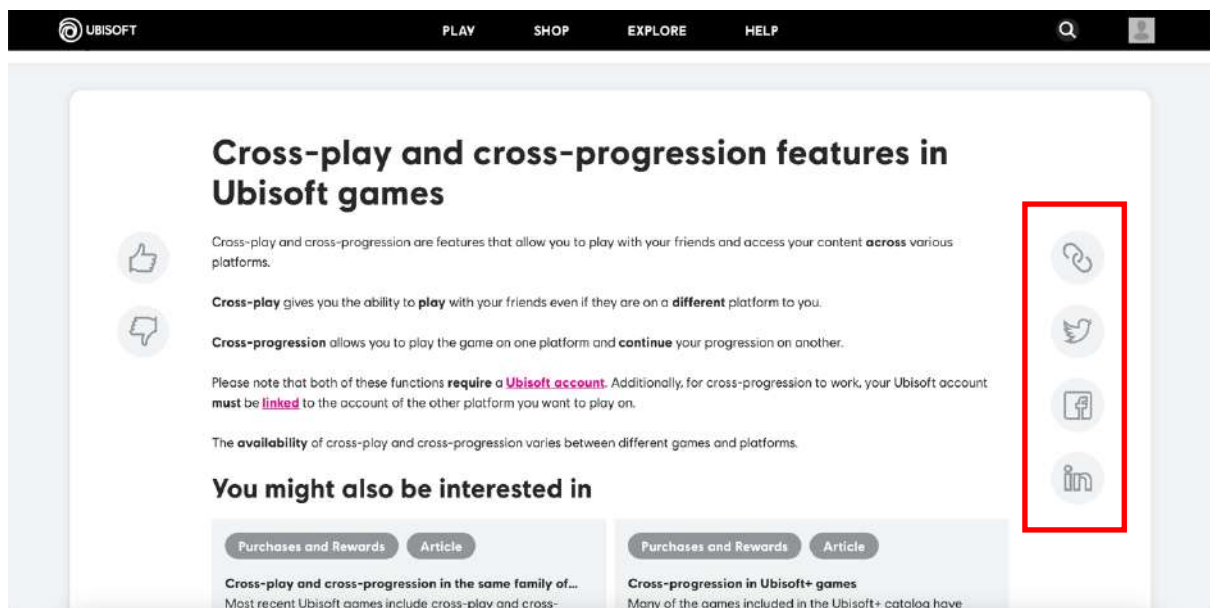 UBISOFT PLAY SHOP EXPLORE HELP
Cross-play and cross-progression features in
Ubisoft games
Cross-play and cross-progression are features that allow you to play with your friends and access your content across various
platforms.
Cross-play gives you the ability to play with your friends even if they are on a different platform to you.
Cross-progression allows you to play the game on one platform and continue your progression on another.
Please note that both of these functions require a Ubisoft account. Additionally, for cross-progression to work, your Ubisoft account
must be linked to the account of the other platform you want to play on.
The availability of cross-play and cross-progression varies between different games and platforms.
You might also be interested in
Purchases and Rewards Article
Cross-play and cross-progression in the same family of...
Most recent Ubisoft games include cross-play and cross-
Purchases and Rewards Article
Cross-progression in Ubisoft+ games
Many of the games included in the Ubisoft+ catalog have